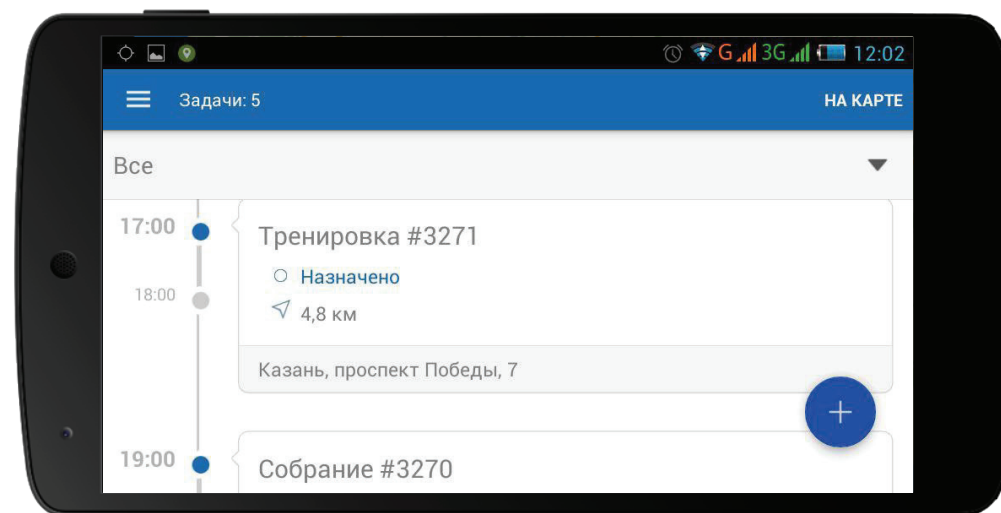 G 3G 12:02
Задачи: 5
НА КАРТЕ
Все
17:00
Тренировка #3271
Назначено
18:00
4,8 км
Казань, проспект Победы, 7
19:00
Собрание #3270